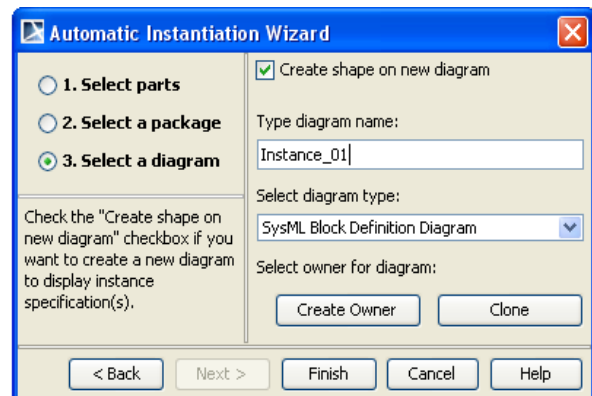 Automatic Instantiation Wizard
1. Select parts
2. Select a package
3. Select a diagram
Check the "Create shape on
new diagram" checkbox if you
want to create a new diagram
to display instance
specification(s).
Create shape on new diagram
Type diagram name:
Instance_01
Select diagram type:
SysML Block Definition Diagram
Select owner for diagram:
Create Owner
Clone
< Back
Next >
Finish
Cancel
Help